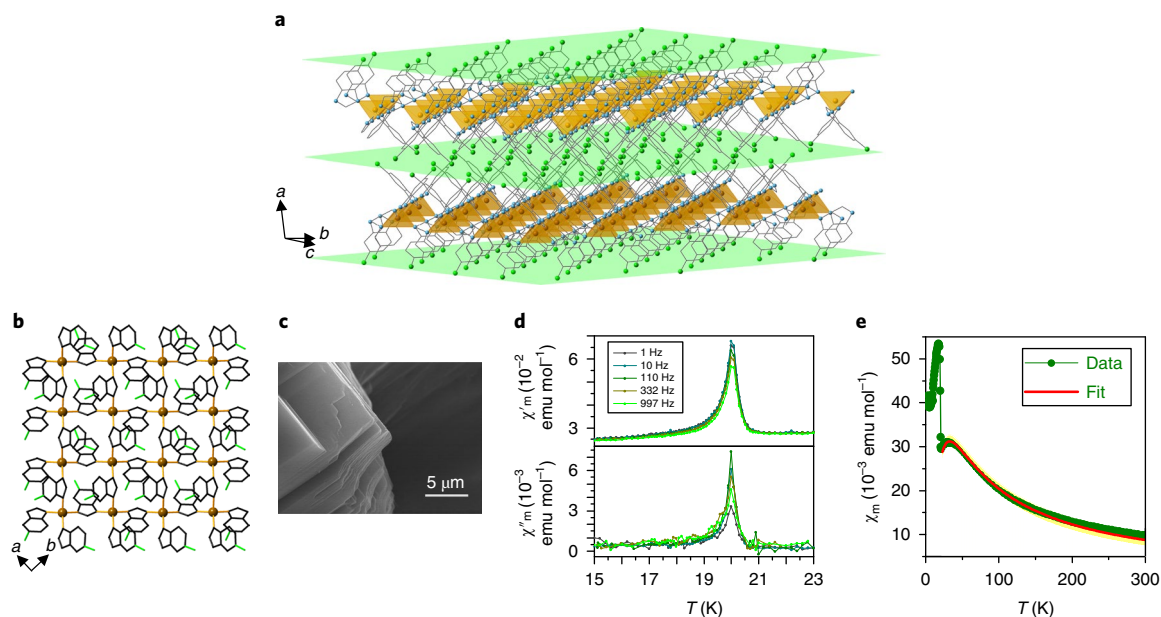 a
a
b
c
b
a
b
c
5 μm
d
χ′m (10−2
emu mol−1)
6
3
1 Hz
10 Hz
110 Hz
332 Hz
997 Hz
χ″m (10−3
emu mol−1)
6
3
0
15 17 19 21 23
T (K)
e
χm (10−3 emu mol−1)
50
40
30
20
10
Data
Fit
0 100 200 300
T (K)